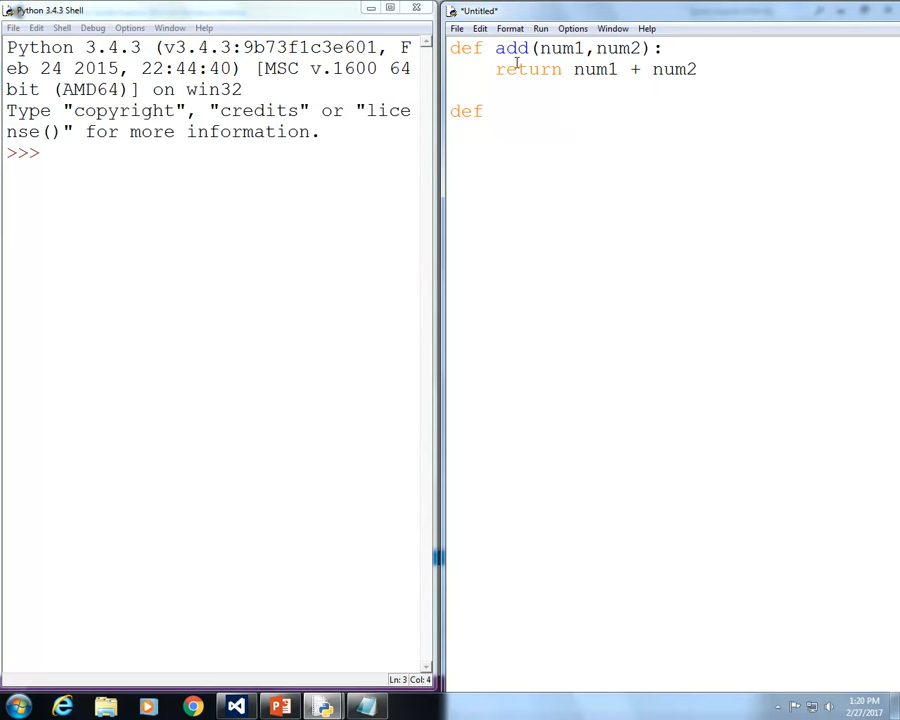 Python 3.4.3 Shell
File Edit Shell Debug Options Window Help
Python 3.4.3 (v3.4.3:9b73f1c3e601, F
eb 24 2015, 22:44:40) [MSC v.1600 64
bit (AMD64)] on win32
Type "copyright", "credits" or "lice
nse()" for more information.
>>>
Ln: 3 Col: 4
*Untitled*
File Edit Format Run Options Window Help
def add(num1,num2):
return num1 + num2
def
1:20 PM
2/27/2017